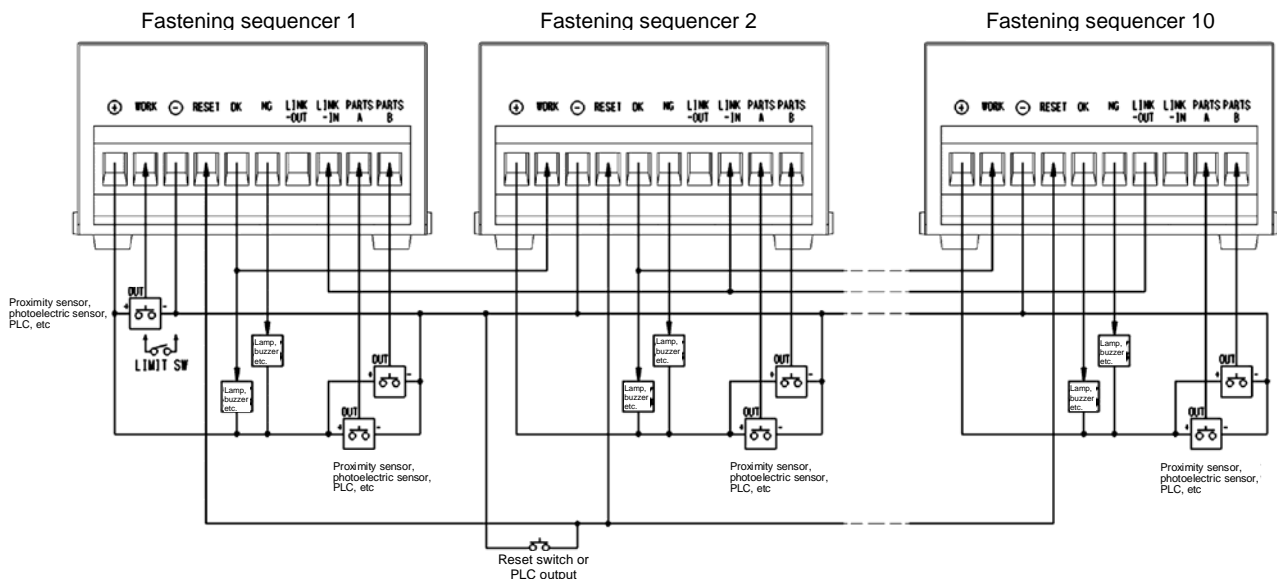 Fastening sequencer 1
Fastening sequencer 2
Fastening sequencer 10
⊕ WORK ⊖ RESET OK NG LINK-OUT LINK-IN PARTS A PARTS B
⊕ WORK ⊖ RESET OK NG LINK-OUT LINK-IN PARTS A PARTS B
⊕ WORK ⊖ RESET OK NG LINK-OUT LINK-IN PARTS A PARTS B
Proximity sensor,
photoelectric sensor,
PLC, etc
OUT
+ -
LIMIT SW
Lamp,
buzzer
etc.
Lamp,
buzzer
etc.
OUT
+ -
OUT
+ -
Proximity sensor,
photoelectric sensor,
PLC, etc
Lamp,
buzzer
etc.
Lamp,
buzzer
etc.
OUT
+ -
OUT
+ -
Proximity sensor,
photoelectric sensor,
PLC, etc
Lamp,
buzzer
etc.
Lamp,
buzzer
etc.
OUT
+ -
OUT
+ -
Proximity sensor,
photoelectric sensor,
PLC, etc
Reset switch or
PLC output